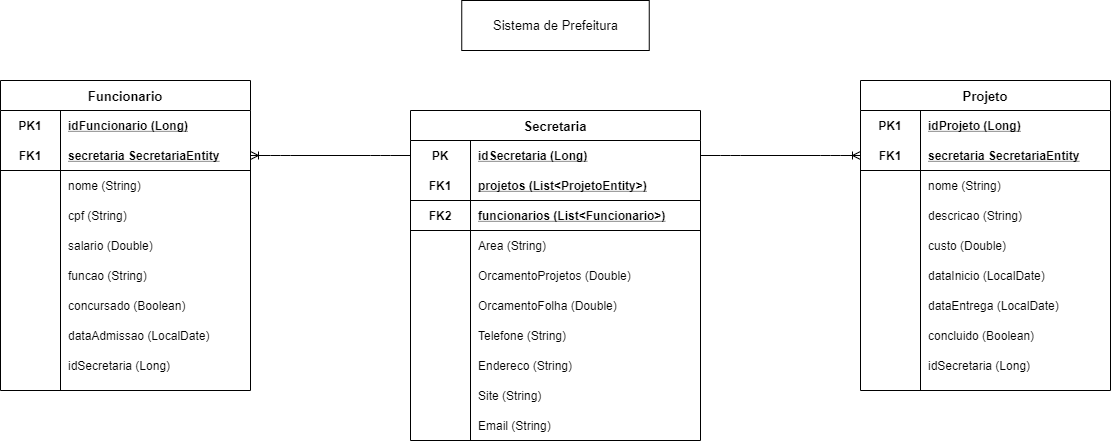 Sistema de Prefeitura
Funcionario
PK1 idFuncionario (Long)
FK1 secretaria SecretariaEntity
nome (String)
cpf (String)
salario (Double)
funcao (String)
concursado (Boolean)
dataAdmissao (LocalDate)
idSecretaria (Long)
Secretaria
PK idSecretaria (Long)
FK1 projetos (List<ProjetoEntity>)
FK2 funcionarios (List<Funcionario>)
Area (String)
OrcamentoProjetos (Double)
OrcamentoFolha (Double)
Telefone (String)
Endereco (String)
Site (String)
Email (String)
Projeto
PK1 idProjeto (Long)
FK1 secretaria SecretariaEntity
nome (String)
descricao (String)
custo (Double)
dataInicio (LocalDate)
dataEntrega (LocalDate)
concluido (Boolean)
idSecretaria (Long)